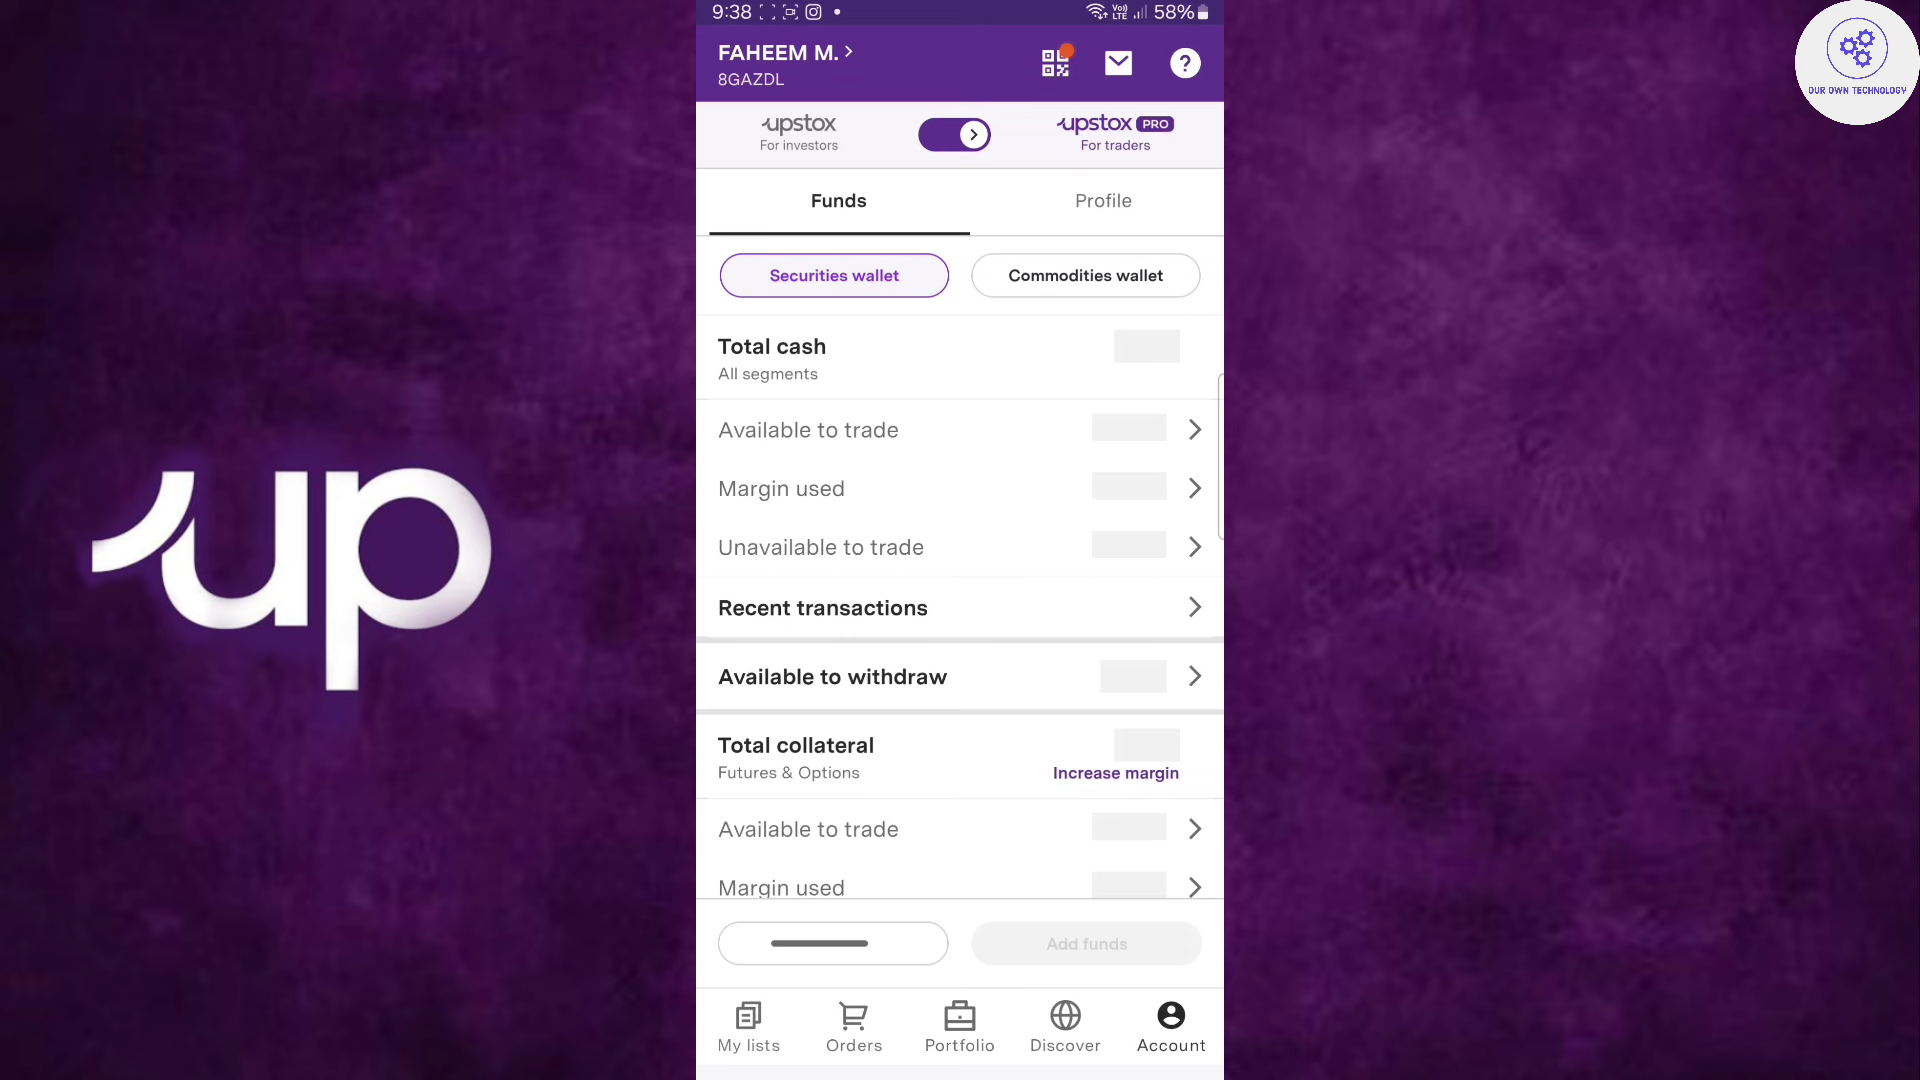 9:38
Vo)) LTE
58%
FAHEEM M.
8GAZDL
OUR OWN TECHNOLOGY
upstox
For investors
upstox PRO
For traders
Funds
Profile
Securities wallet
Commodities wallet
Total cash
All segments
Available to trade
Margin used
Unavailable to trade
Recent transactions
Available to withdraw
Total collateral
Futures & Options
Increase margin
Available to trade
Margin used
Add funds
My lists
Orders
Portfolio
Discover
Account
up